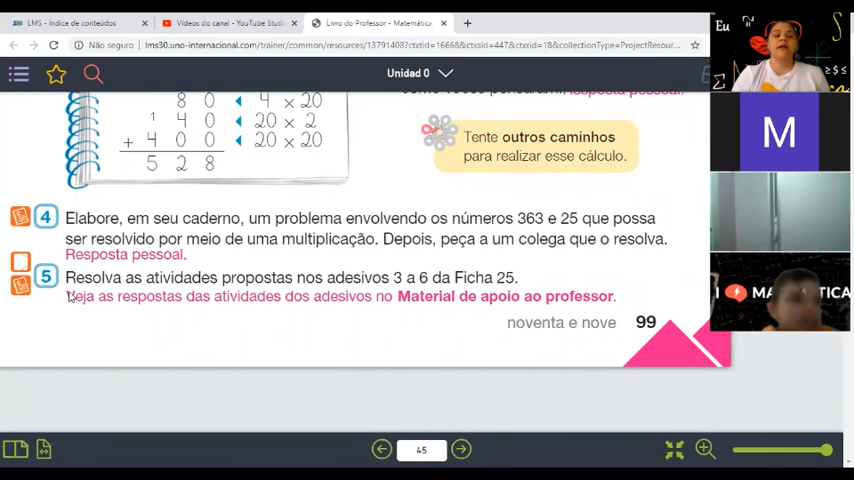 LMS - Índice de conteúdos
Vídeos do canal - YouTube Studi
Livro do Professor - Matemática
Não seguro
lms30.uno-internacional.com/trainer/common/resources/13791408?ctxtid=16668&ctxsid=447&ctxrid=18&collectionType=ProjectResour...
Unidad 0
8 0 4 × 20
1
4 0 20 × 2
+ 4 0 0 20 × 20
5 2 8
Tente outros caminhos
para realizar esse cálculo.
4 Elabore, em seu caderno, um problema envolvendo os números 363 e 25 que possa
ser resolvido por meio de uma multiplicação. Depois, peça a um colega que o resolva.
Resposta pessoal.
5 Resolva as atividades propostas nos adesivos 3 a 6 da Ficha 25.
Veja as respostas das atividades dos adesivos no Material de apoio ao professor.
noventa e nove 99
45
Eu
M